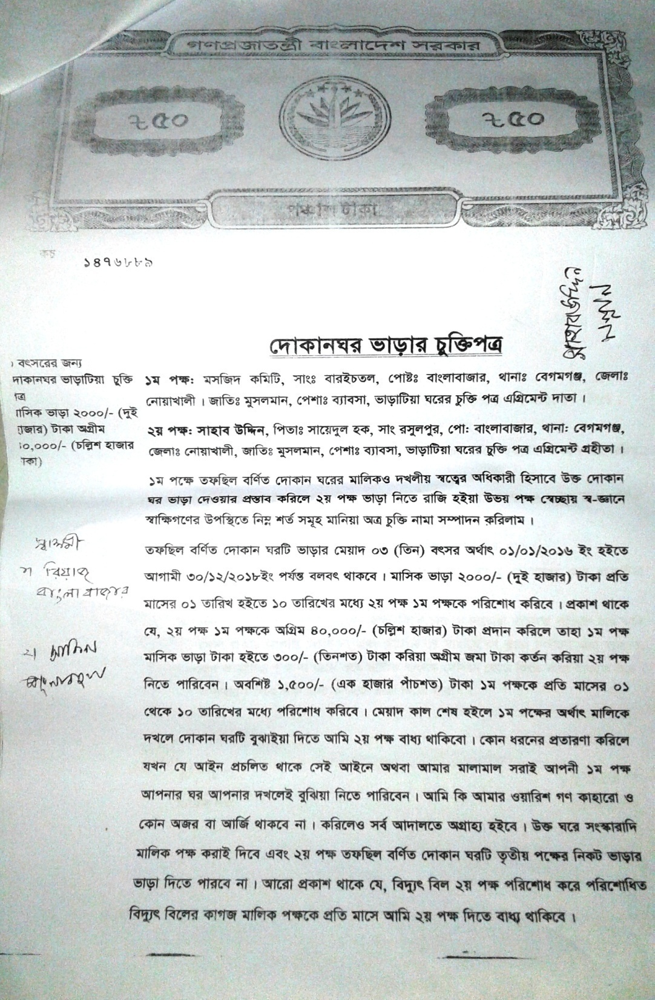 গণপ্রজাতন্ত্রী বাংলাদেশ সরকার
৳৫০
৳৫০
পঞ্চাশ টাকা
কচ
১৪৭৬৮৮৯
সাহাবউদ্দিন
দোকানঘর ভাড়ার চুক্তিপত্র
বৎসরের জন্য
দাকানঘর ভাড়াটিয়া চুক্তি
ত্র
াসিক ভাড়া ২০০০/- (দুই
াজার) টাকা অগ্রীম
০,০০০/- (চল্লিশ হাজার
াকা)
১ম পক্ষ: মসজিদ কমিটি, সাংঃ বারইচতল, পোষ্টঃ বাংলাবাজার, থানাঃ বেগমগঞ্জ, জেলাঃ
নোয়াখালী। জাতিঃ মুসলমান, পেশাঃ ব্যাবসা, ভাড়াটিয়া ঘরের চুক্তি পত্র এগ্রিমেন্ট দাতা।
২য় পক্ষ: সাহাব উদ্দিন, পিতাঃ সায়েদুল হক, সাং রসুলপুর, পো: বাংলাবাজার, থানা: বেগমগঞ্জ,
জেলাঃ নোয়াখালী, জাতিঃ মুসলমান, পেশাঃ ব্যাবসা, ভাড়াটিয়া ঘরের চুক্তি পত্র এগ্রিমেন্ট গ্রহীতা।
১ম পক্ষে তফছিল বর্ণিত দোকান ঘরের মালিকও দখলীয় স্বত্বের অধিকারী হিসাবে উক্ত দোকান
ঘর ভাড়া দেওয়ার প্রস্তাব করিলে ২য় পক্ষ ভাড়া নিতে রাজি হইয়া উভয় পক্ষ স্বেচ্ছায় স্ব-জ্ঞানে
স্বাক্ষিগণের উপস্থিতে নিম্ন শর্ত সমূহ মানিয়া অত্র চুক্তি নামা সম্পাদন করিলাম।
তফছিল বর্ণিত দোকান ঘরটি ভাড়ার মেয়াদ ০৩ (তিন) বৎসর অর্থাৎ ০১/০১/২০১৬ ইং হইতে
আগামী ৩০/১২/২০১৮ইং পর্যন্ত বলবৎ থাকবে। মাসিক ভাড়া ২০০০/- (দুই হাজার) টাকা প্রতি
মাসের ০১ তারিখ হইতে ১০ তারিখের মধ্যে ২য় পক্ষ ১ম পক্ষকে পরিশোধ করিবে। প্রকাশ থাকে
যে, ২য় পক্ষ ১ম পক্ষকে অগ্রিম ৪০,০০০/- (চল্লিশ হাজার) টাকা প্রদান করিলে তাহা ১ম পক্ষ
মাসিক ভাড়া টাকা হইতে ৩০০/- (তিনশত) টাকা করিয়া অগ্রীম জমা টাকা কর্তন করিয়া ২য় পক্ষ
নিতে পারিবেন। অবশিষ্ট ১,৫০০/- (এক হাজার পাঁচশত) টাকা ১ম পক্ষকে প্রতি মাসের ০১
থেকে ১০ তারিখের মধ্যে পরিশোধ করিবে। মেয়াদ কাল শেষ হইলে ১ম পক্ষের অর্থাৎ মালিকে
দখলে দোকান ঘরটি বুঝাইয়া দিতে আমি ২য় পক্ষ বাধ্য থাকিবো। কোন ধরনের প্রতারণা করিলে
যখন যে আইন প্রচলিত থাকে সেই আইনে অথবা আমার মালামাল সরাই আপনী ১ম পক্ষ
আপনার ঘর আপনার দখলেই বুঝিয়া নিতে পারিবেন। আমি কি আমার ওয়ারিশ গণ কাহারো ও
কোন অজর বা আর্জি থাকবে না। করিলেও সর্ব আদালতে অগ্রাহ্য হইবে। উক্ত ঘরে সংস্কারাদি
মালিক পক্ষ করাই দিবে এবং ২য় পক্ষ তফছিল বর্ণিত দোকান ঘরটি তৃতীয় পক্ষের নিকট ভাড়ার
ভাড়া দিতে পারবে না। আরো প্রকাশ থাকে যে, বিদ্যুৎ বিল ২য় পক্ষ পরিশোধ করে পরিশোধিত
বিদ্যুৎ বিলের কাগজ মালিক পক্ষকে প্রতি মাসে আমি ২য় পক্ষ দিতে বাধ্য থাকিবে।
রিয়াজ
বাংলা বাজার